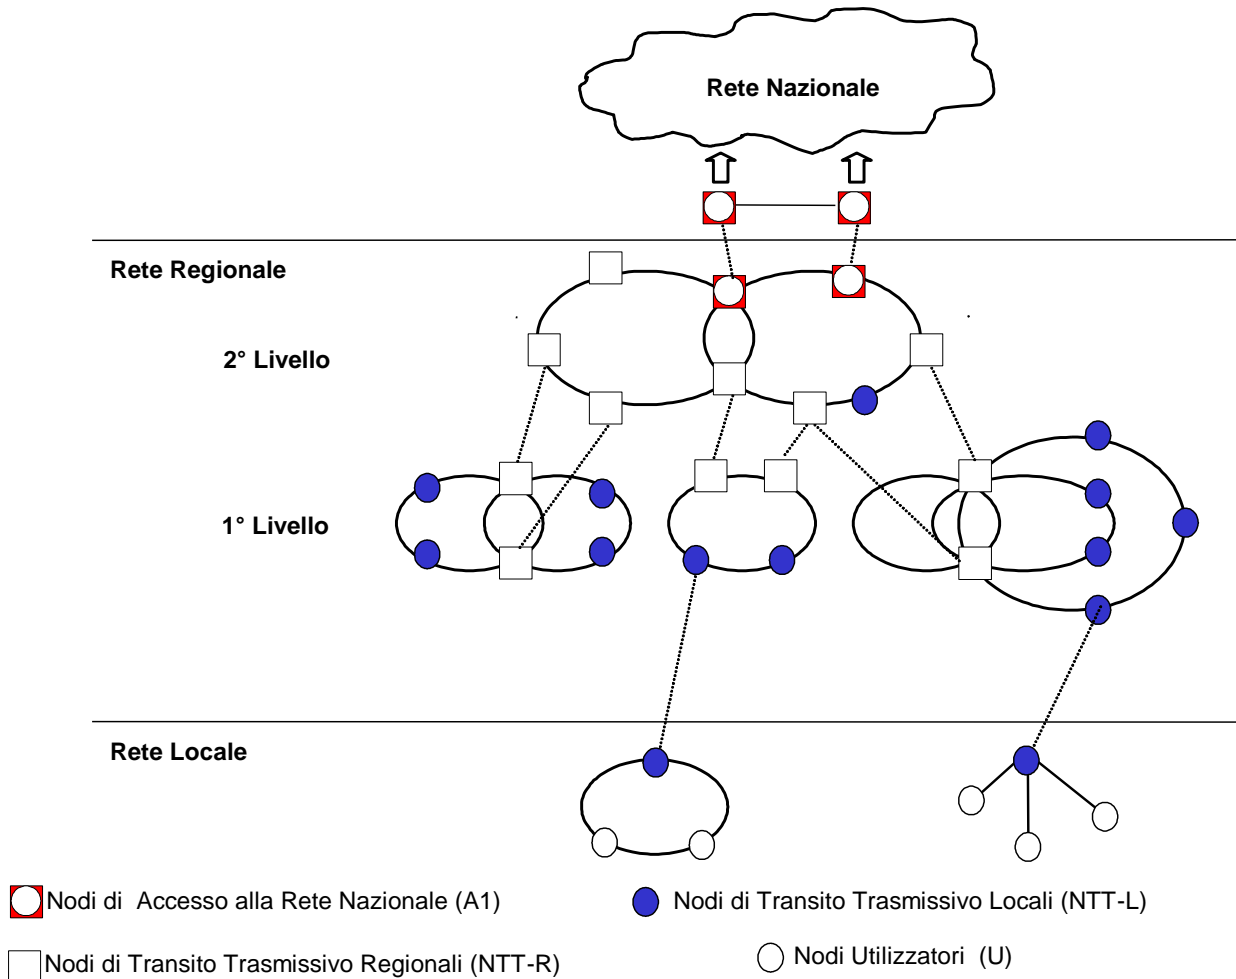 Rete Nazionale
Rete Regionale
2° Livello
1° Livello
Rete Locale
Nodi di Accesso alla Rete Nazionale (A1)
Nodi di Transito Trasmissivo Locali (NTT-L)
Nodi di Transito Trasmissivo Regionali (NTT-R)
Nodi Utilizzatori (U)